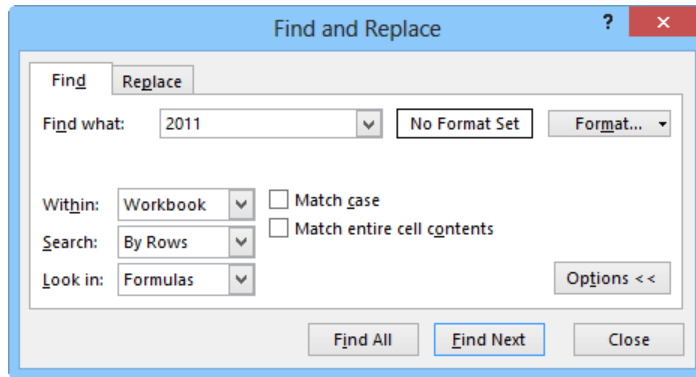 Find and Replace ? ×
Find Replace
Find what: 2011 No Format Set Format...
Within: Workbook Match case
Match entire cell contents
Search: By Rows
Look in: Formulas Options <<
Find All Find Next Close